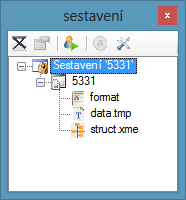 sestavení
Sestavení '5331'
5331
format
data.tmp
struct.xme